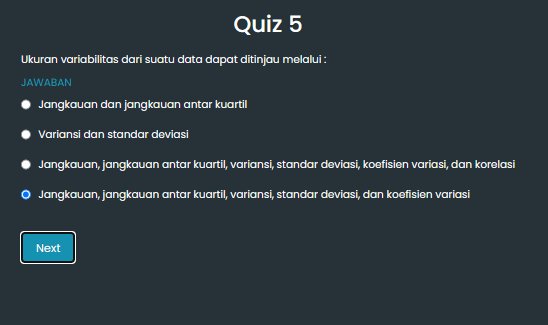 Quiz 5
Ukuran variabilitas dari suatu data dapat ditinjau melalui :
JAWABAN
Jangkauan dan jangkauan antar kuartil
Variansi dan standar deviasi
Jangkauan, jangkauan antar kuartil, variansi, standar deviasi, koefisien variasi, dan korelasi
Jangkauan, jangkauan antar kuartil, variansi, standar deviasi, dan koefisien variasi
Next